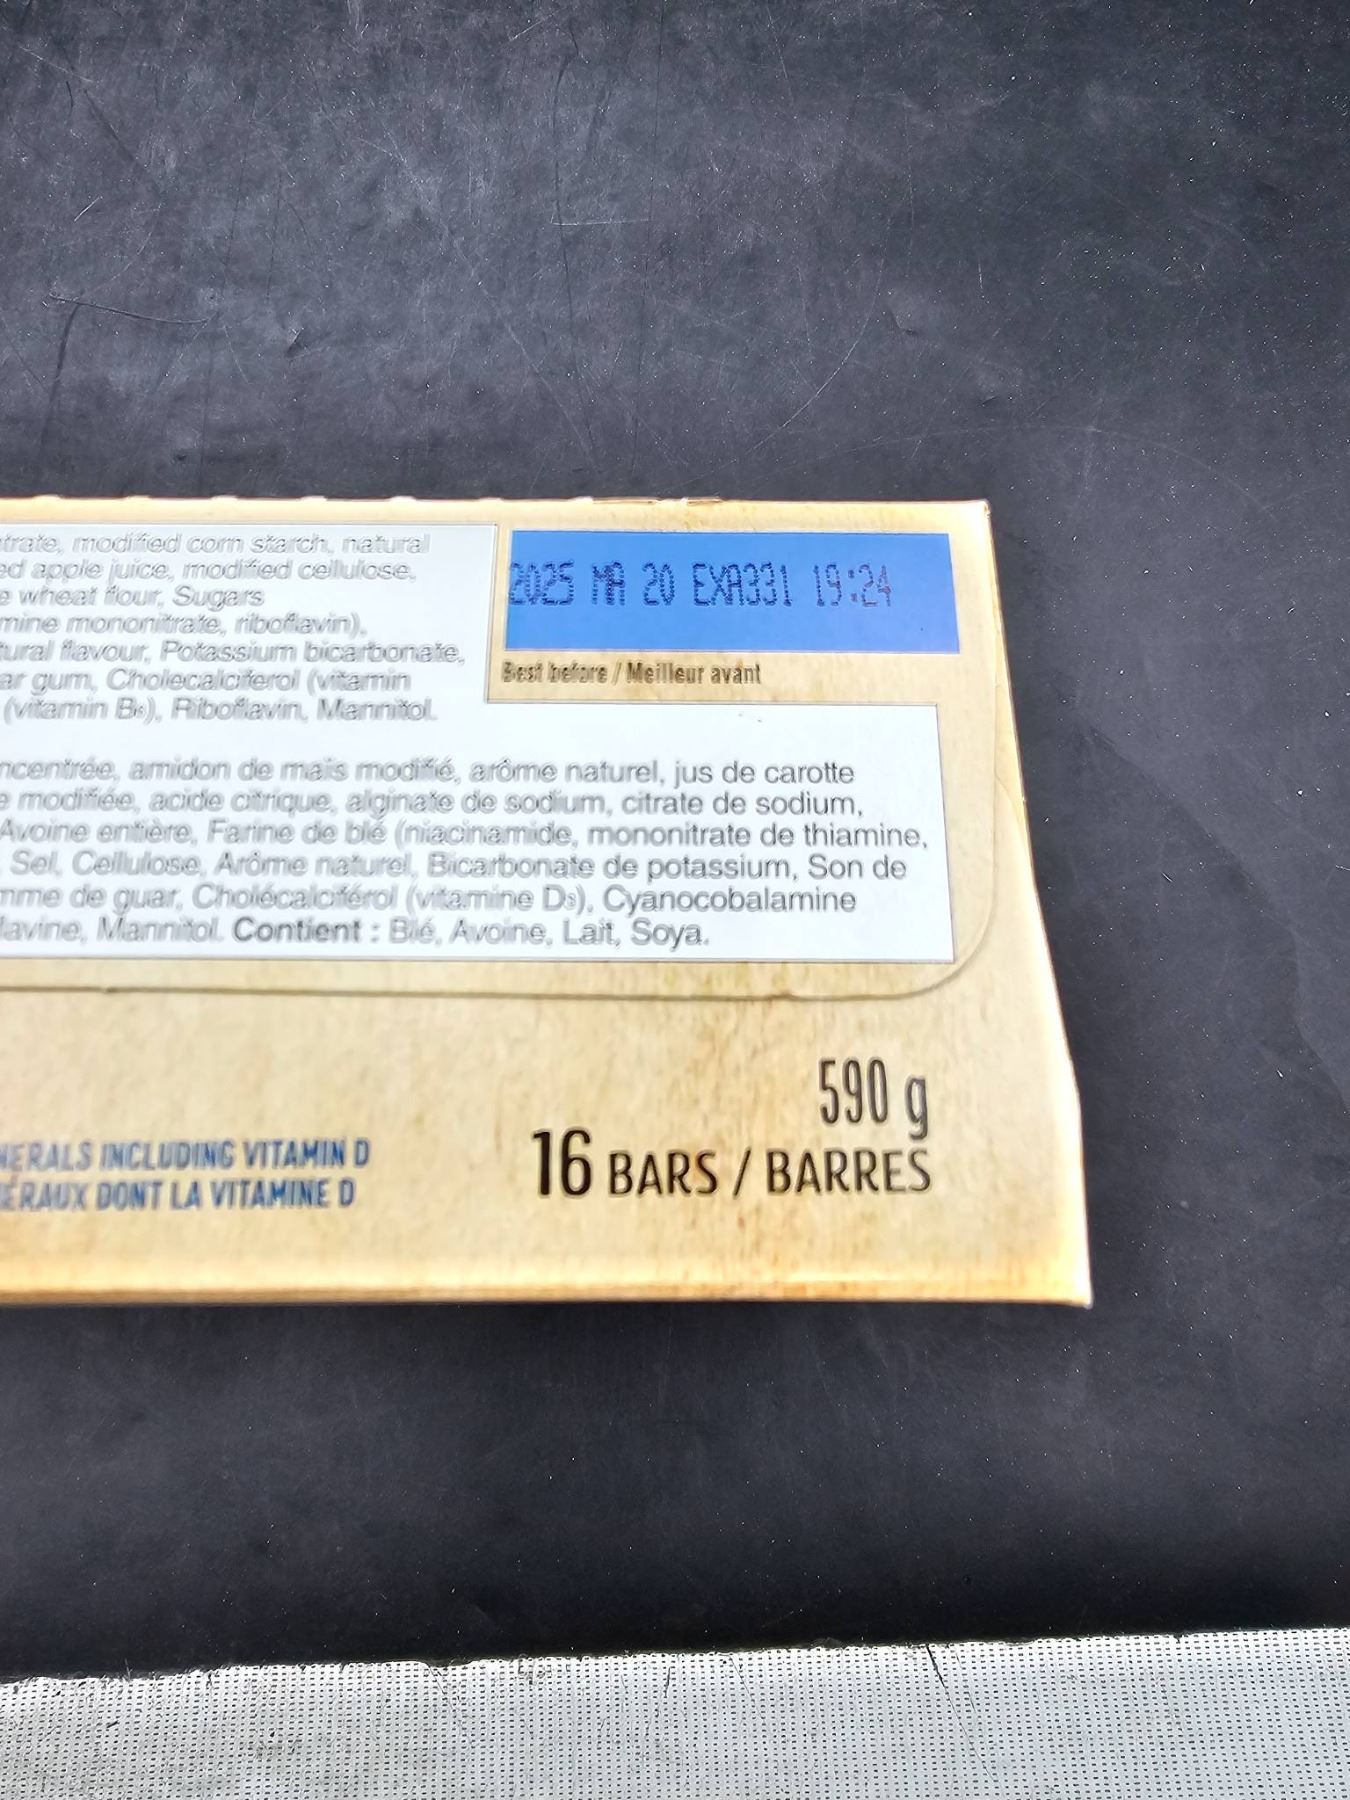 trate, modified corn starch, natural
ed apple juice, modified cellulose,
e wheat flour, Sugars
mine mononitrate, riboflavin),
tural flavour, Potassium bicarbonate,
ar gum, Cholecalciferol (vitamin
(vitamin B₆), Riboflavin, Mannitol.
2025 MA 20 EXA331 19:24
Best before / Meilleur avant
ncentrée, amidon de maïs modifié, arôme naturel, jus de carotte
e modifiée, acide citrique, alginate de sodium, citrate de sodium,
Avoine entière, Farine de blé (niacinamide, mononitrate de thiamine,
Sel, Cellulose, Arôme naturel, Bicarbonate de potassium, Son de
mme de guar, Cholécalciférol (vitamine D₃), Cyanocobalamine
lavine, Mannitol. Contient : Blé, Avoine, Lait, Soya.
590 g
16 BARS / BARRES
NERALS INCLUDING VITAMIN D
ÉRAUX DONT LA VITAMINE D